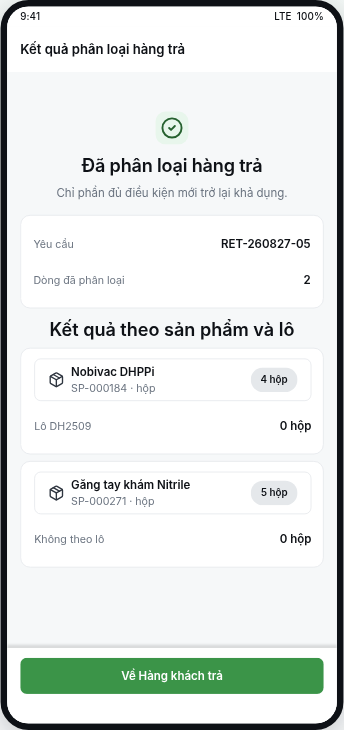 9:41
LTE 100%
Kết quả phân loại hàng trả
Đã phân loại hàng trả
Chỉ phần đủ điều kiện mới trở lại khả dụng.
Yêu cầu
RET-260827-05
Dòng đã phân loại
2
Kết quả theo sản phẩm và lô
Nobivac DHPPi
SP-000184 · hộp
4 hộp
Lô DH2509
0 hộp
Găng tay khám Nitrile
SP-000271 · hộp
5 hộp
Không theo lô
0 hộp
Về Hàng khách trả